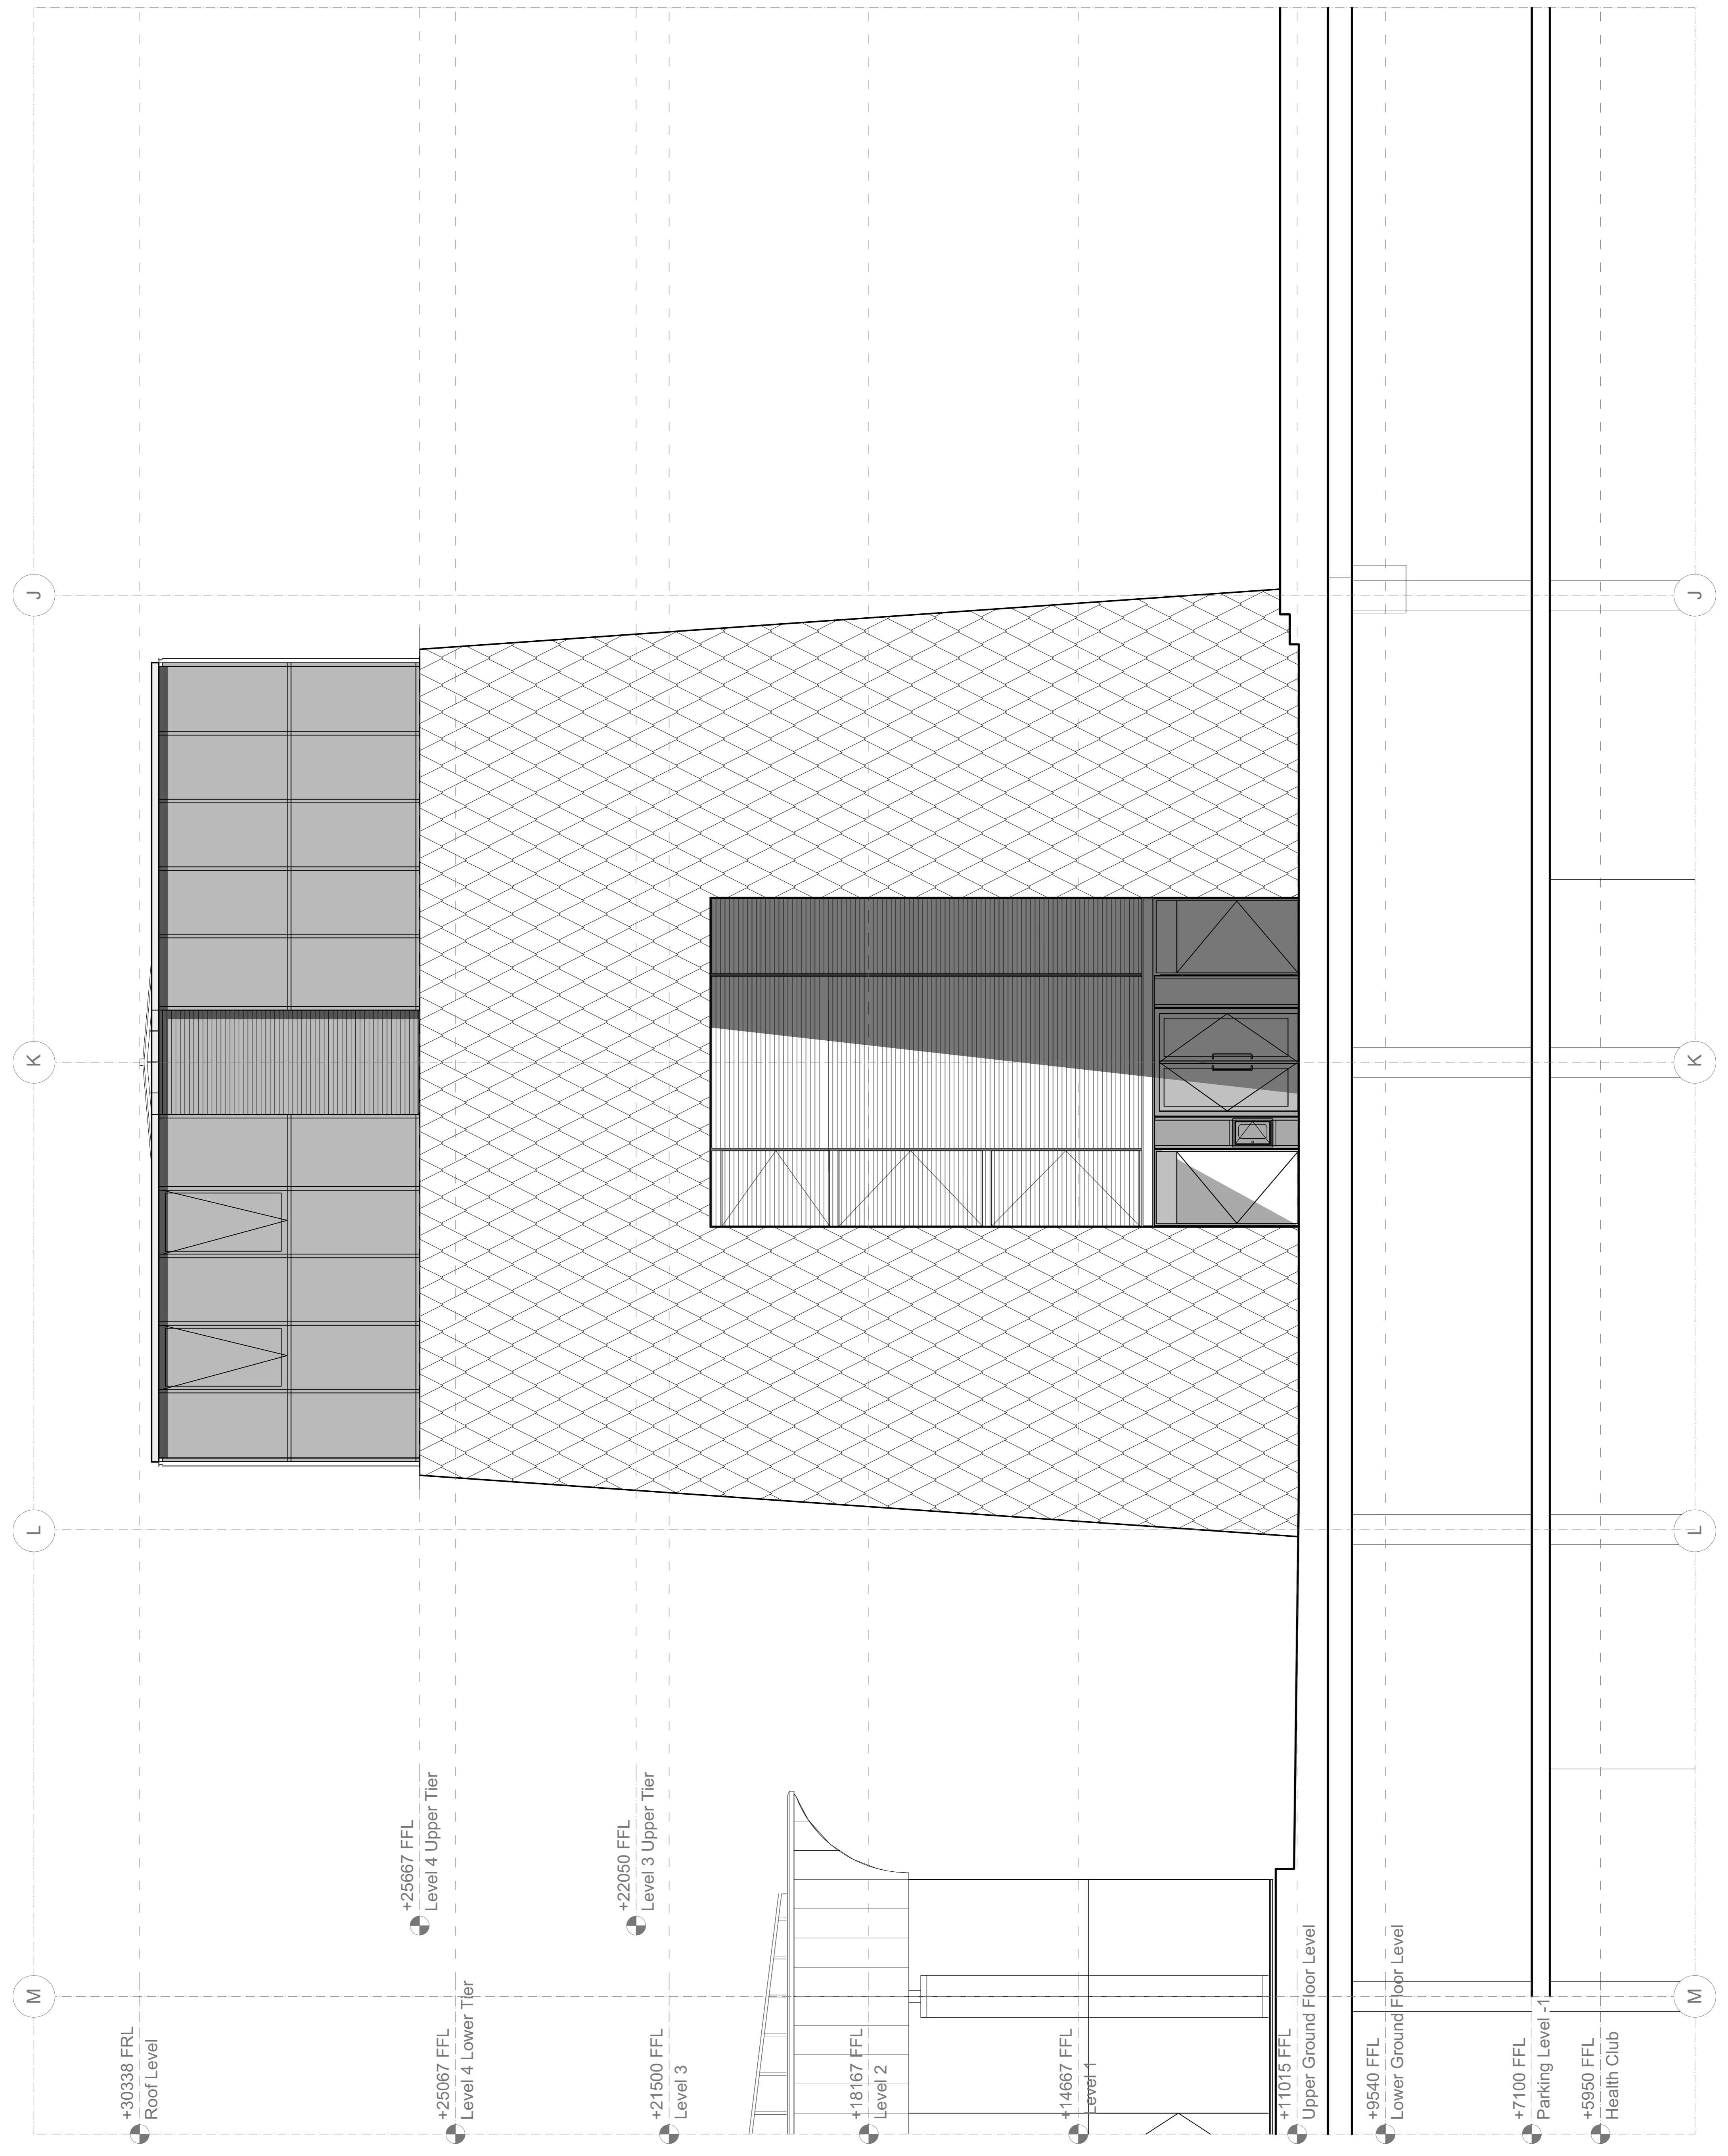 M
L
K
J
+30338 FRL
Roof Level
+25667 FFL
Level 4 Upper Tier
+25067 FFL
Level 4 Lower Tier
+22050 FFL
Level 3 Upper Tier
+21500 FFL
Level 3
+18167 FFL
Level 2
+14667 FFL
Level 1
+11015 FFL
Upper Ground Floor Level
+9540 FFL
Lower Ground Floor Level
+7100 FFL
Parking Level -1
+5950 FFL
Health Club
M
L
K
J